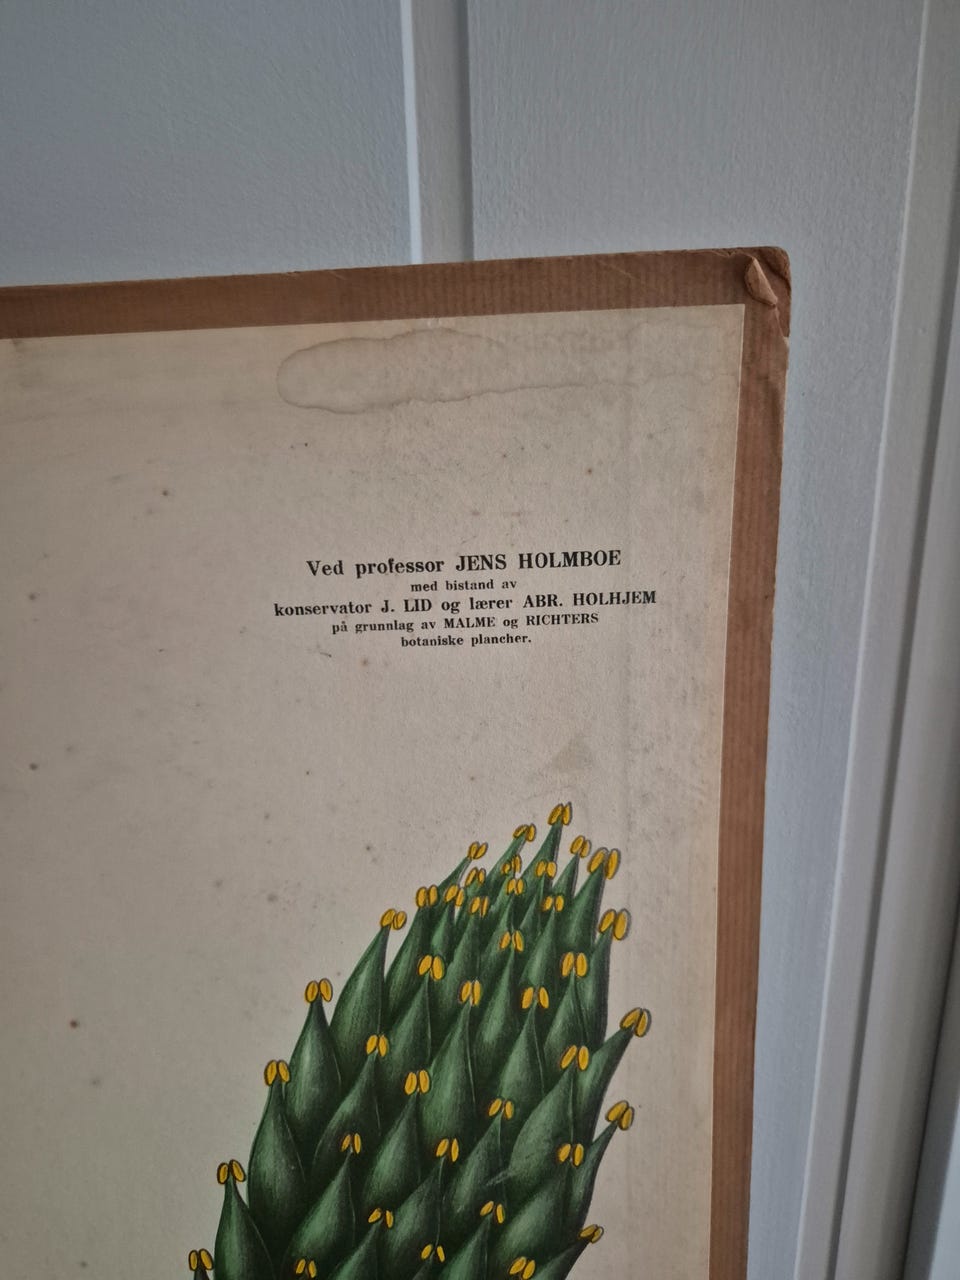 Ved professor JENS HOLMBOE
med bistand av
konservator J. LID og lærer ABR. HOLHJEM
på grunnlag av MALME og RICHTERS
botaniske plancher.